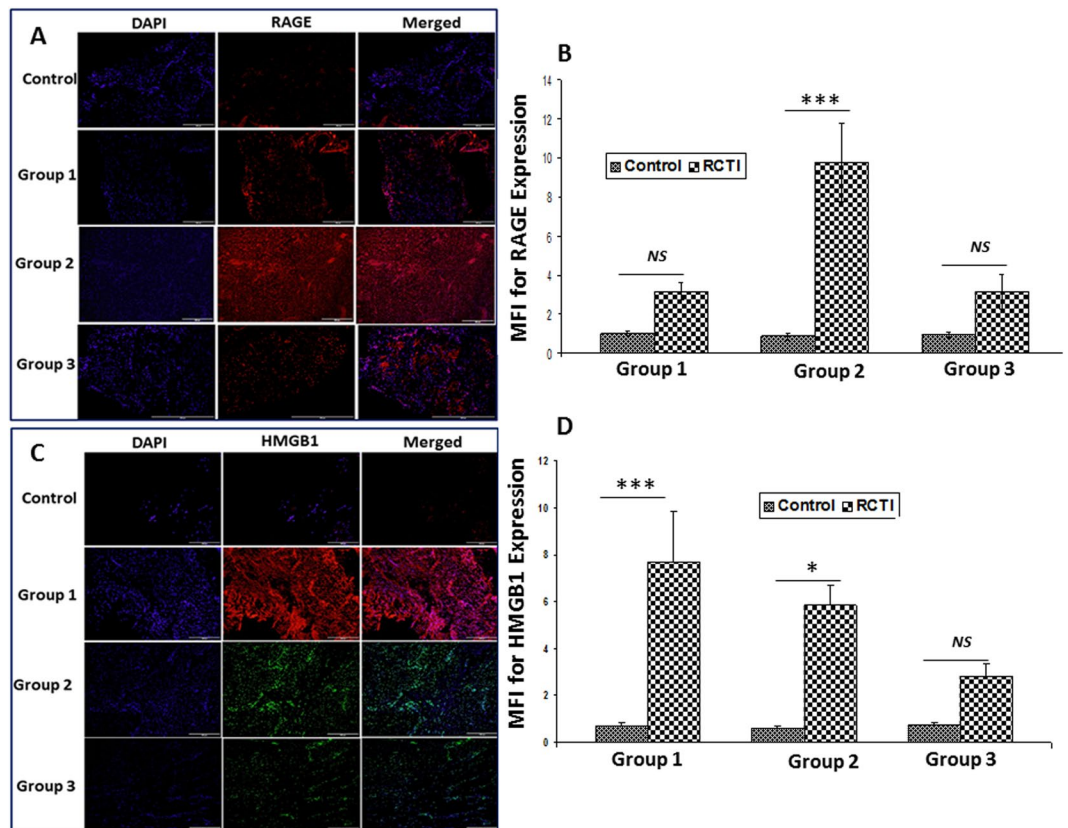 A
DAPI RAGE Merged
Control
Group 1
Group 2
Group 3
B
MFI for RAGE Expression
14
12
10
8
6
4
2
0
Control RCTI
NS
***
NS
Group 1 Group 2 Group 3
C
DAPI HMGB1 Merged
Control
Group 1
Group 2
Group 3
D
MFI for HMGB1 Expression
12
10
8
6
4
2
0
Control RCTI
***
*
NS
Group 1 Group 2 Group 3